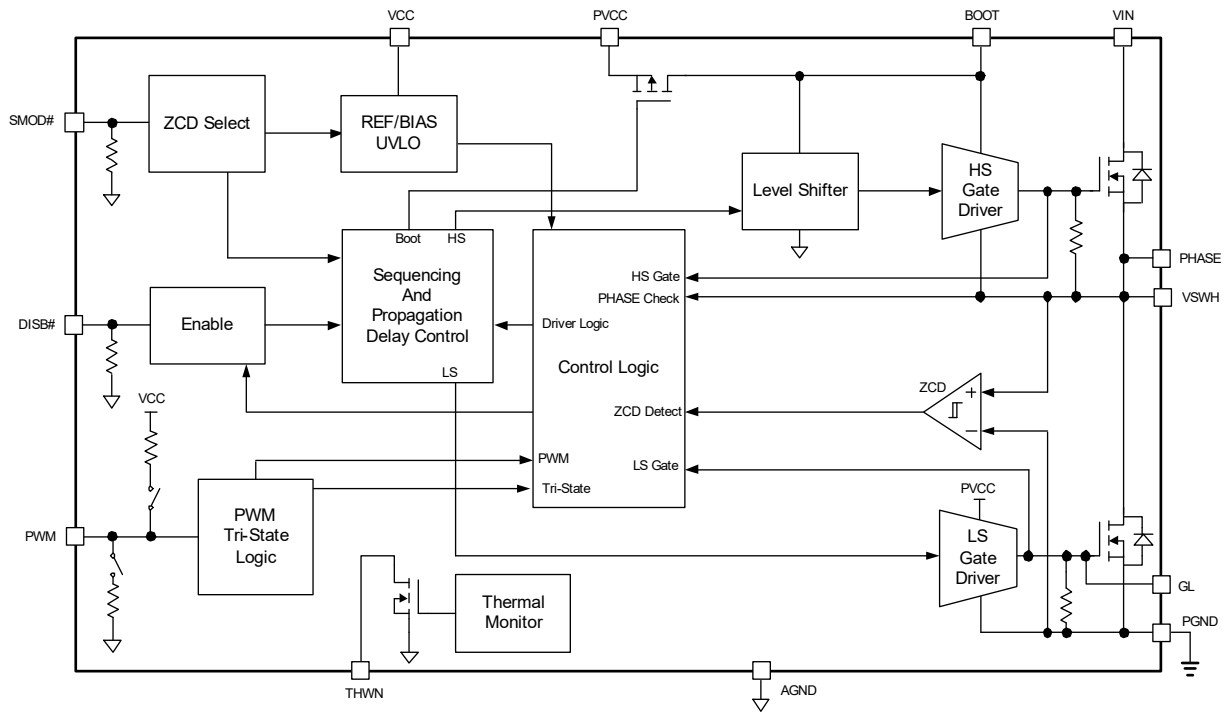 VCC
PVCC
BOOT
VIN
SMOD#
ZCD Select
REF/BIAS
UVLO
Level Shifter
HS
Gate
Driver
Boot
HS
Sequencing
And
Propagation
Delay Control
LS
HS Gate
PHASE Check
Driver Logic
Control Logic
ZCD Detect
LS Gate
PWM
Tri-State
PHASE
VSWH
DISB#
Enable
ZCD
+
−
VCC
PWM
PWM
Tri-State
Logic
PVCC
LS
Gate
Driver
GL
PGND
Thermal
Monitor
THWN
AGND